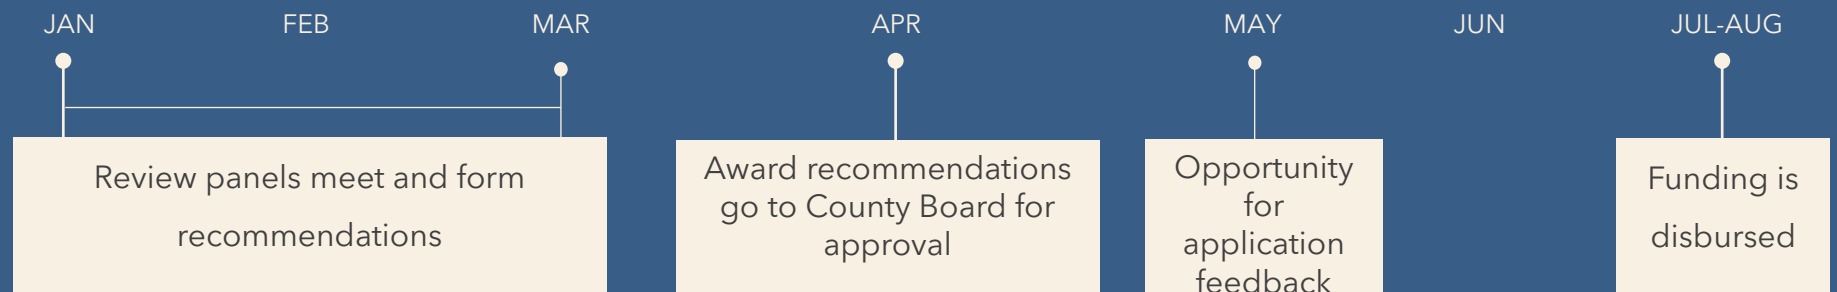 JAN FEB MAR APR MAY JUN JUL-AUG
Review panels meet and form
recommendations
Award recommendations
go to County Board for
approval
Opportunity
for
application
feedback
Funding is
disbursed